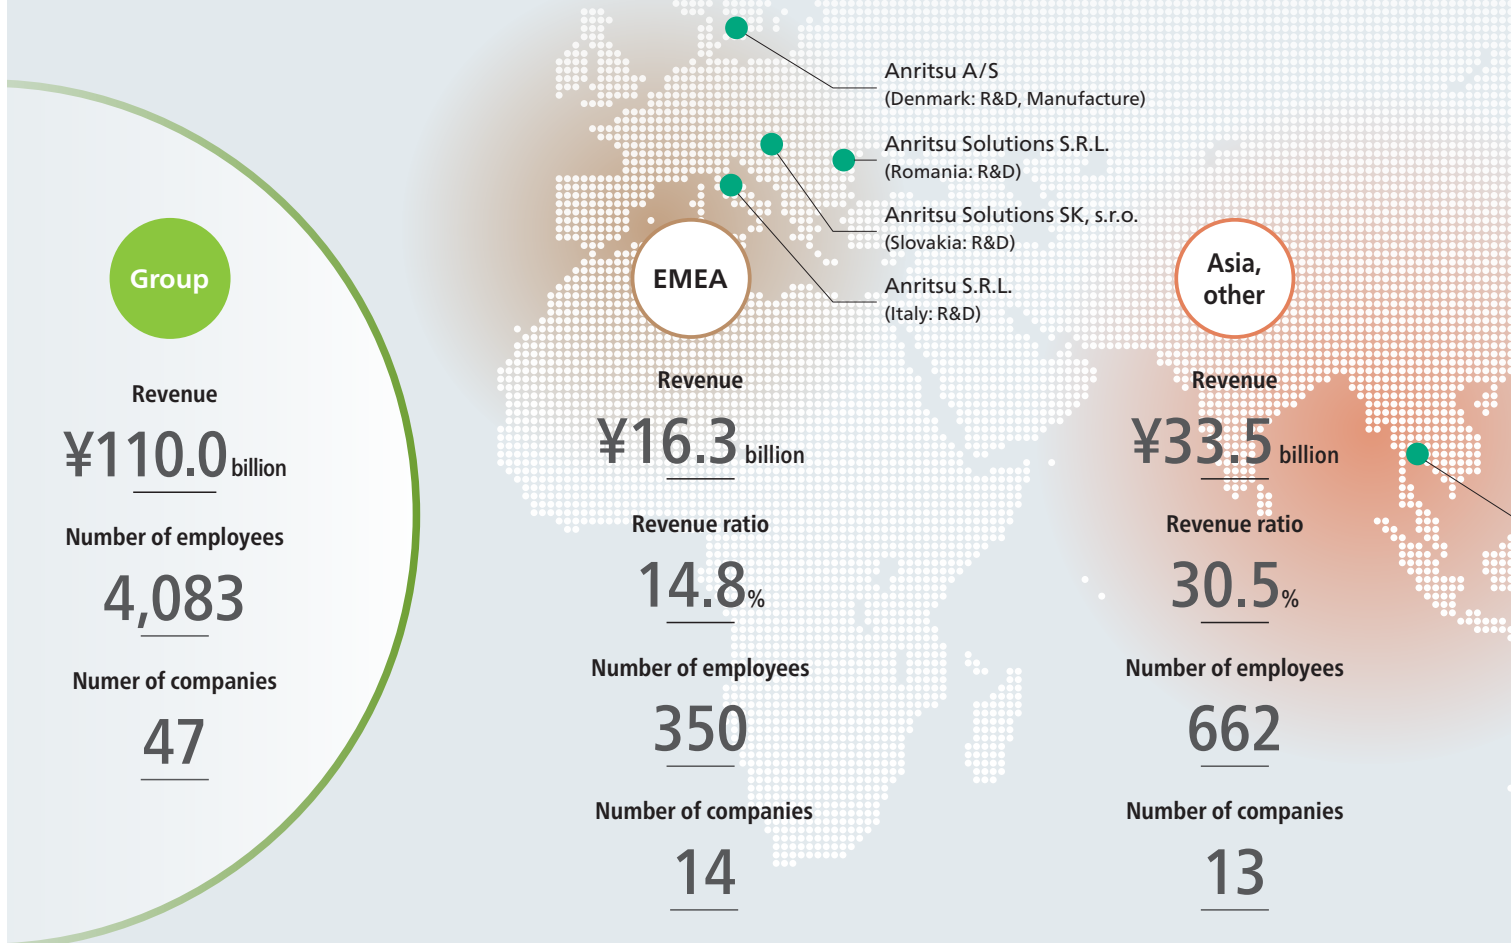 Anritsu A/S
(Denmark: R&D, Manufacture)
Anritsu Solutions S.R.L.
(Romania: R&D)
Anritsu Solutions SK, s.r.o.
(Slovakia: R&D)
Anritsu S.R.L.
(Italy: R&D)
Group
Revenue
¥110.0 billion
Number of employees
4,083
Numer of companies
47
EMEA
Revenue
¥16.3 billion
Revenue ratio
14.8%
Number of employees
350
Number of companies
14
Asia,
other
Revenue
¥33.5 billion
Revenue ratio
30.5%
Number of employees
662
Number of companies
13